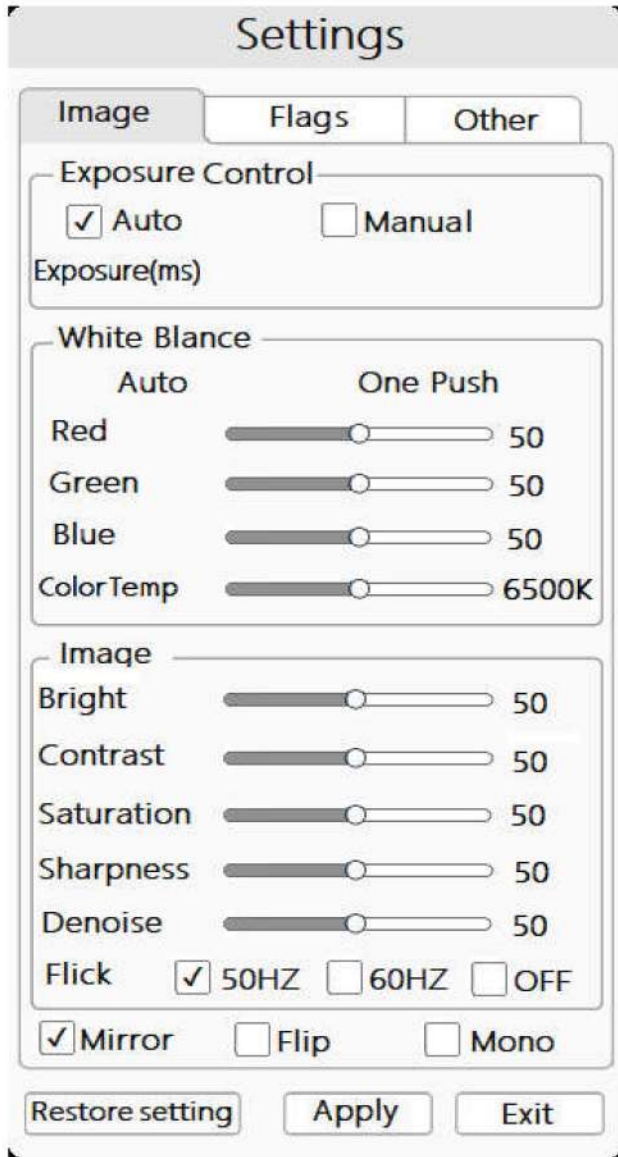 Settings
Image Flags Other
Exposure Control
Auto Manual
Exposure(ms)
White Blance
Auto One Push
Red 50
Green 50
Blue 50
ColorTemp 6500K
Image
Bright 50
Contrast 50
Saturation 50
Sharpness 50
Denoise 50
Flick 50HZ 60HZ OFF
Mirror Flip Mono
Restore setting Apply Exit